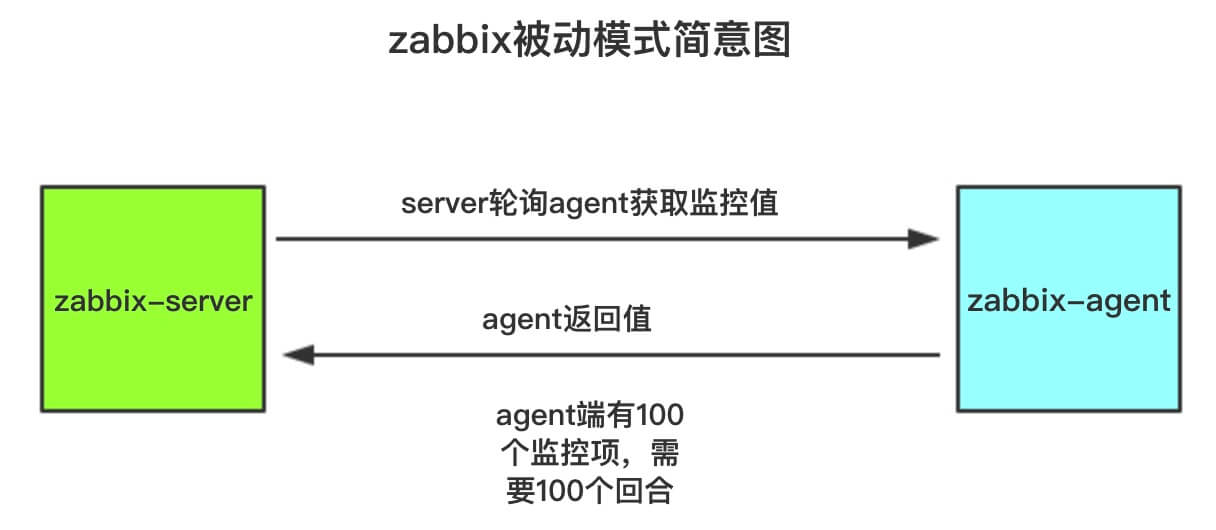 zabbix被动模式简意图
server轮询agent获取监控值
zabbix-server
zabbix-agent
agent返回值
agent端有100
个监控项，需
要100个回合